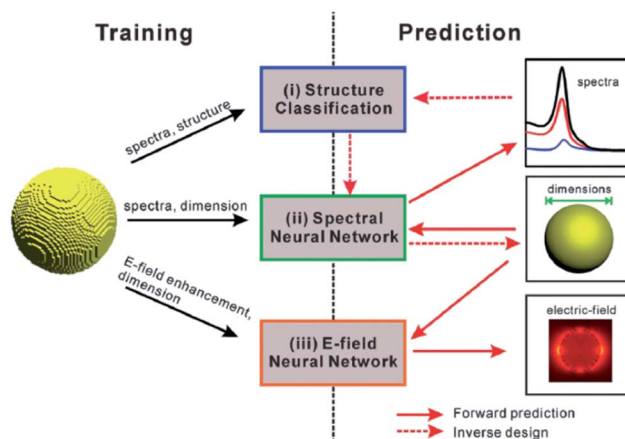 Training
Prediction
(i) Structure
Classification
spectra
spectra, structure
spectra, dimension
(ii) Spectral
Neural Network
dimensions
E-field enhancement,
dimension
(iii) E-field
Neural Network
electric-field
Forward prediction
Inverse design